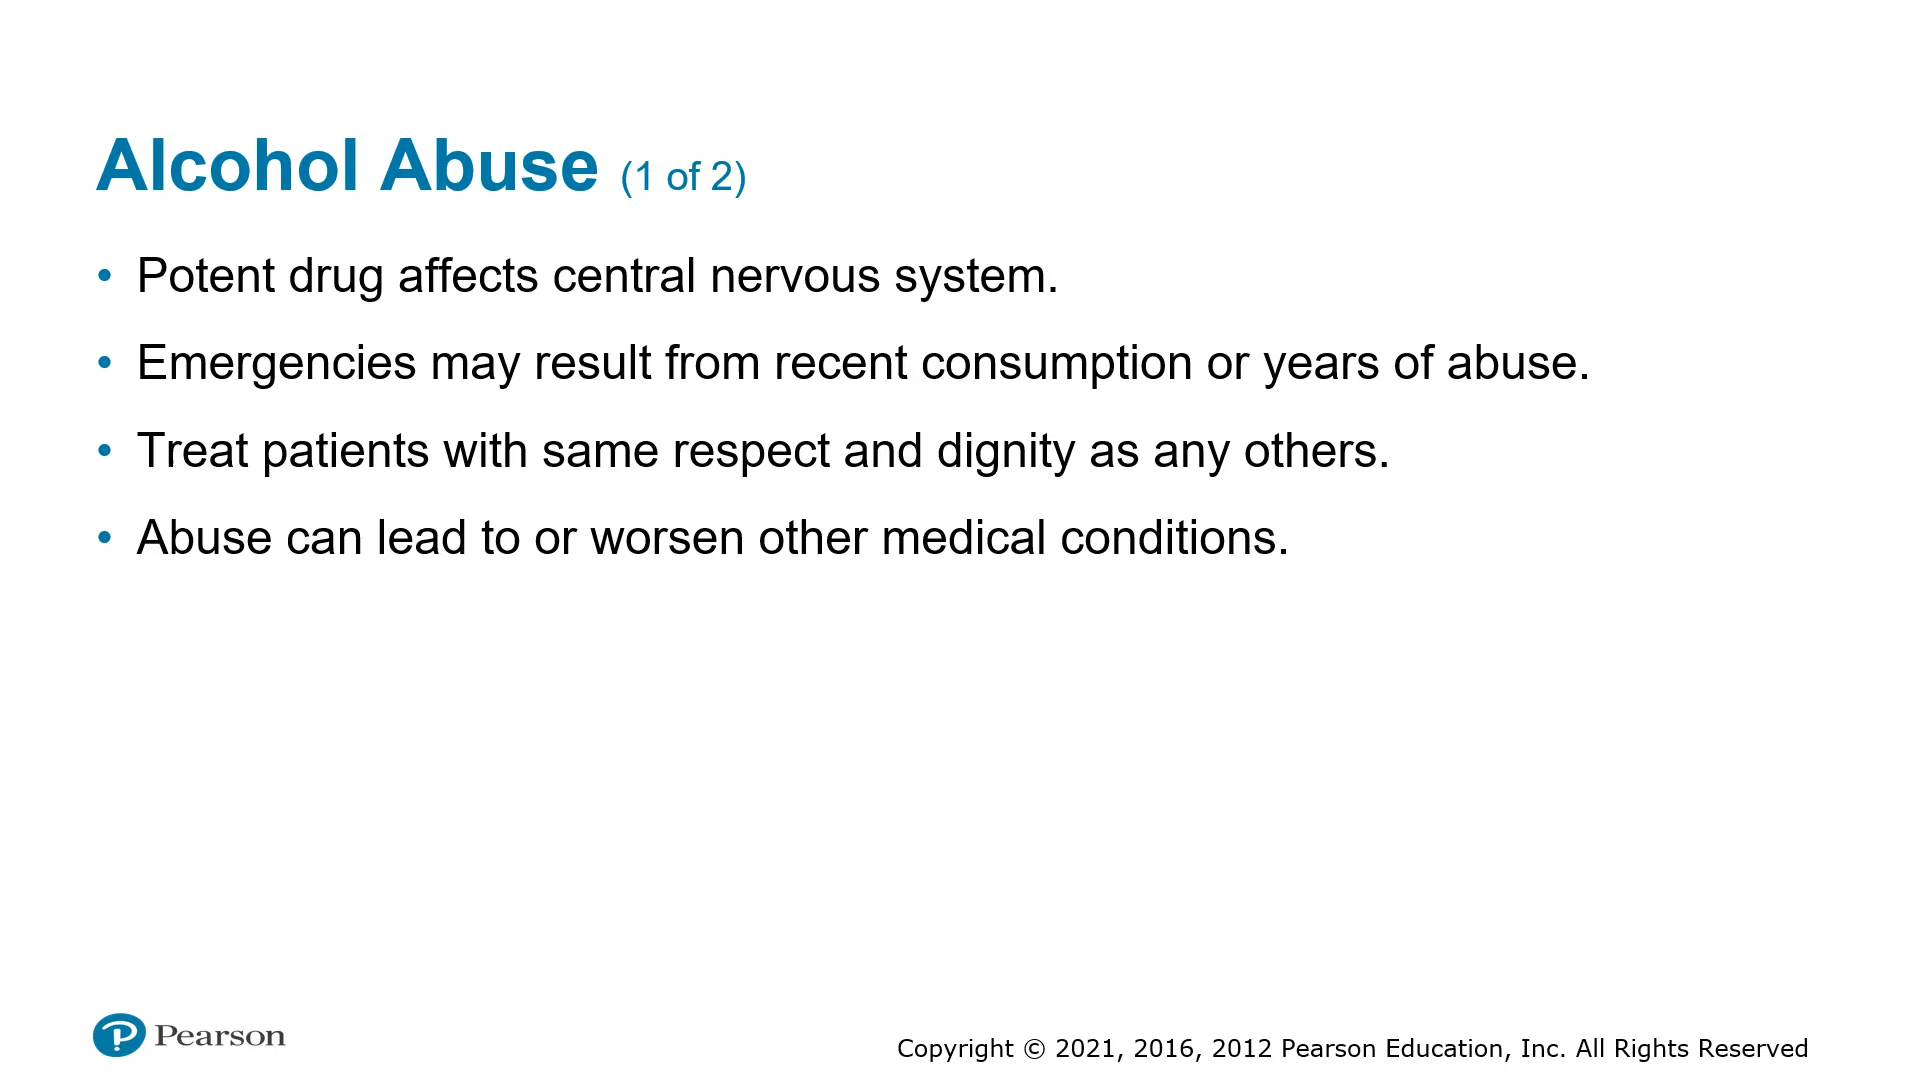 Alcohol Abuse (1 of 2)
• Potent drug affects central nervous system.
• Emergencies may result from recent consumption or years of abuse.
• Treat patients with same respect and dignity as any others.
• Abuse can lead to or worsen other medical conditions.
Pearson
Copyright © 2021, 2016, 2012 Pearson Education, Inc. All Rights Reserved